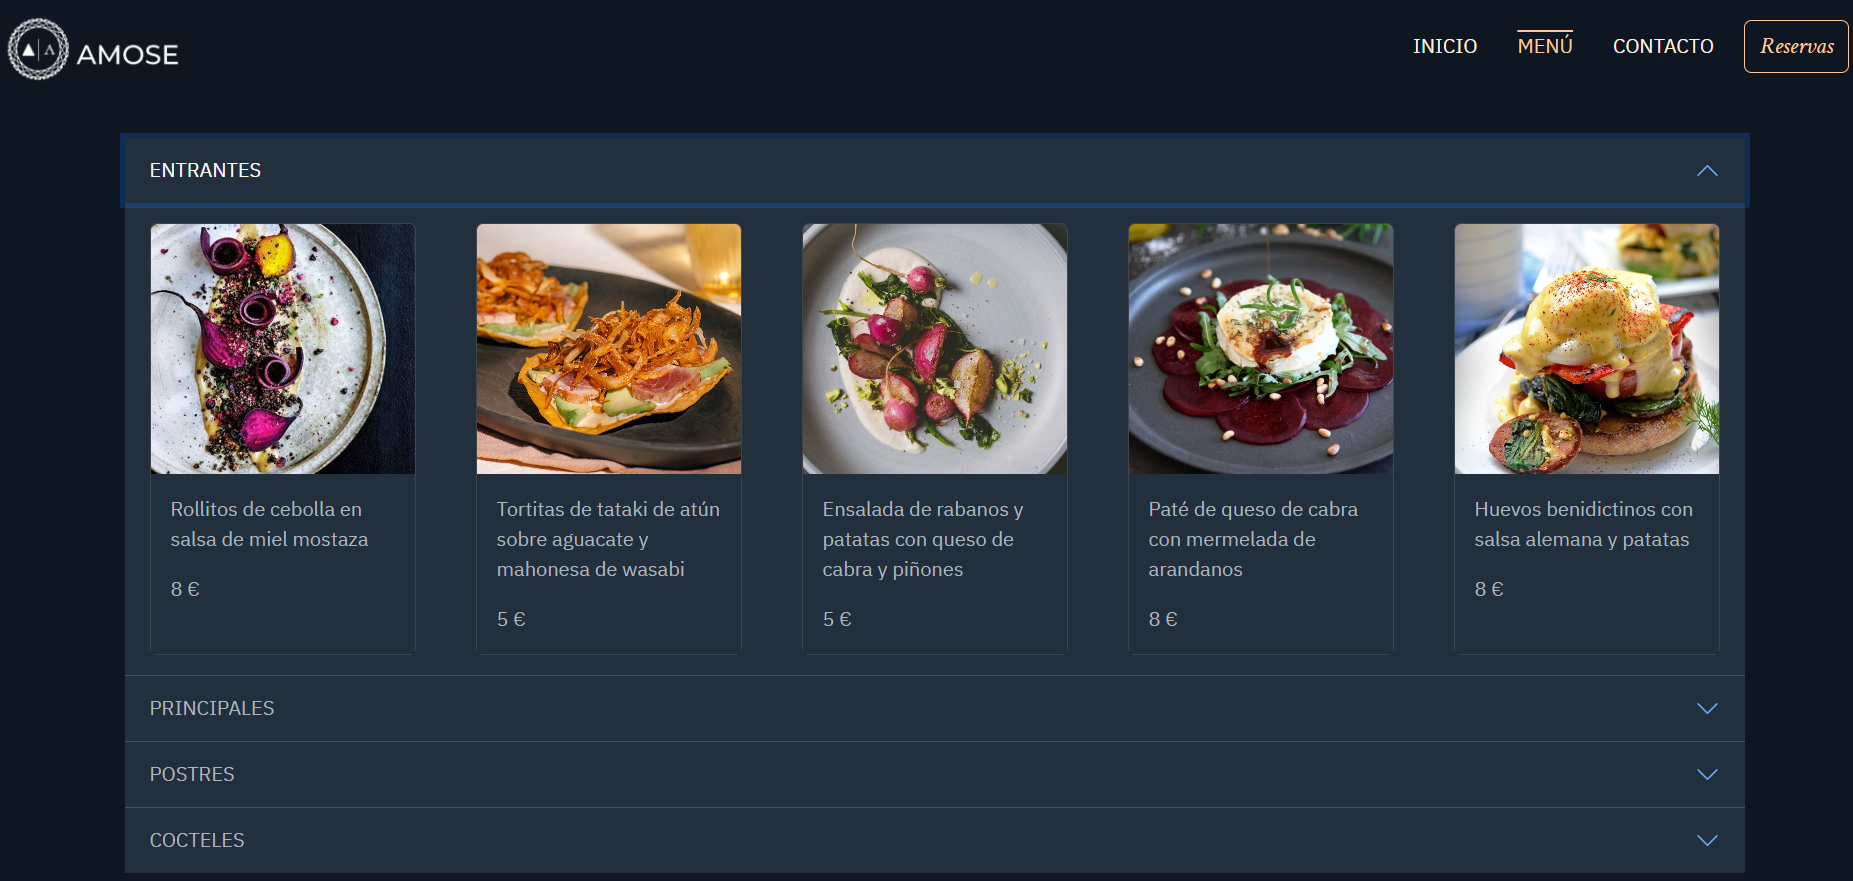 AMOSE
INICIO
MENÚ
CONTACTO
Reservas
ENTRANTES
Rollitos de cebolla en
salsa de miel mostaza
8 €
Tortitas de tataki de atún
sobre aguacate y
mahonesa de wasabi
5 €
Ensalada de rabanos y
patatas con queso de
cabra y piñones
5 €
Paté de queso de cabra
con mermelada de
arandanos
8 €
Huevos benidictinos con
salsa alemana y patatas
8 €
PRINCIPALES
POSTRES
COCTELES